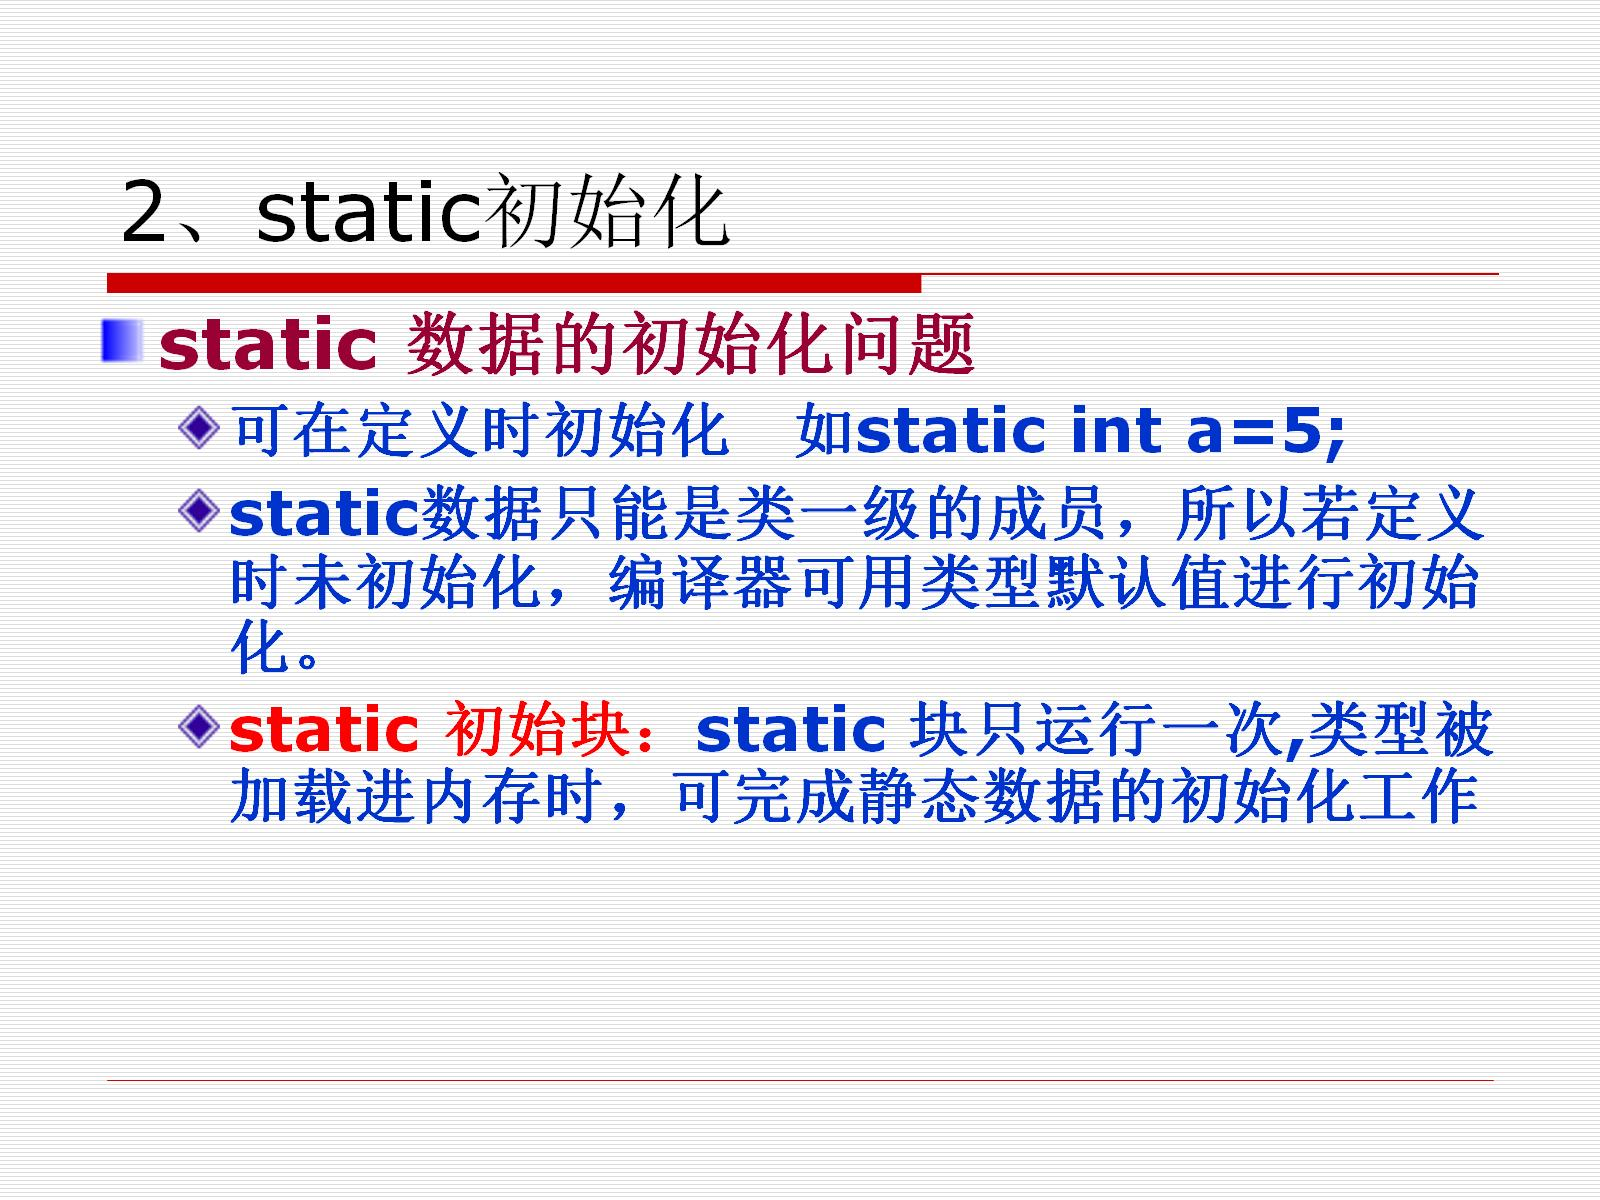 2、static初始化
static 数据的初始化问题
可在定义时初始化　如static int a=5;
static数据只能是类一级的成员，所以若定义
时未初始化，编译器可用类型默认值进行初始
化。
static 初始块：static 块只运行一次,类型被
加载进内存时，可完成静态数据的初始化工作